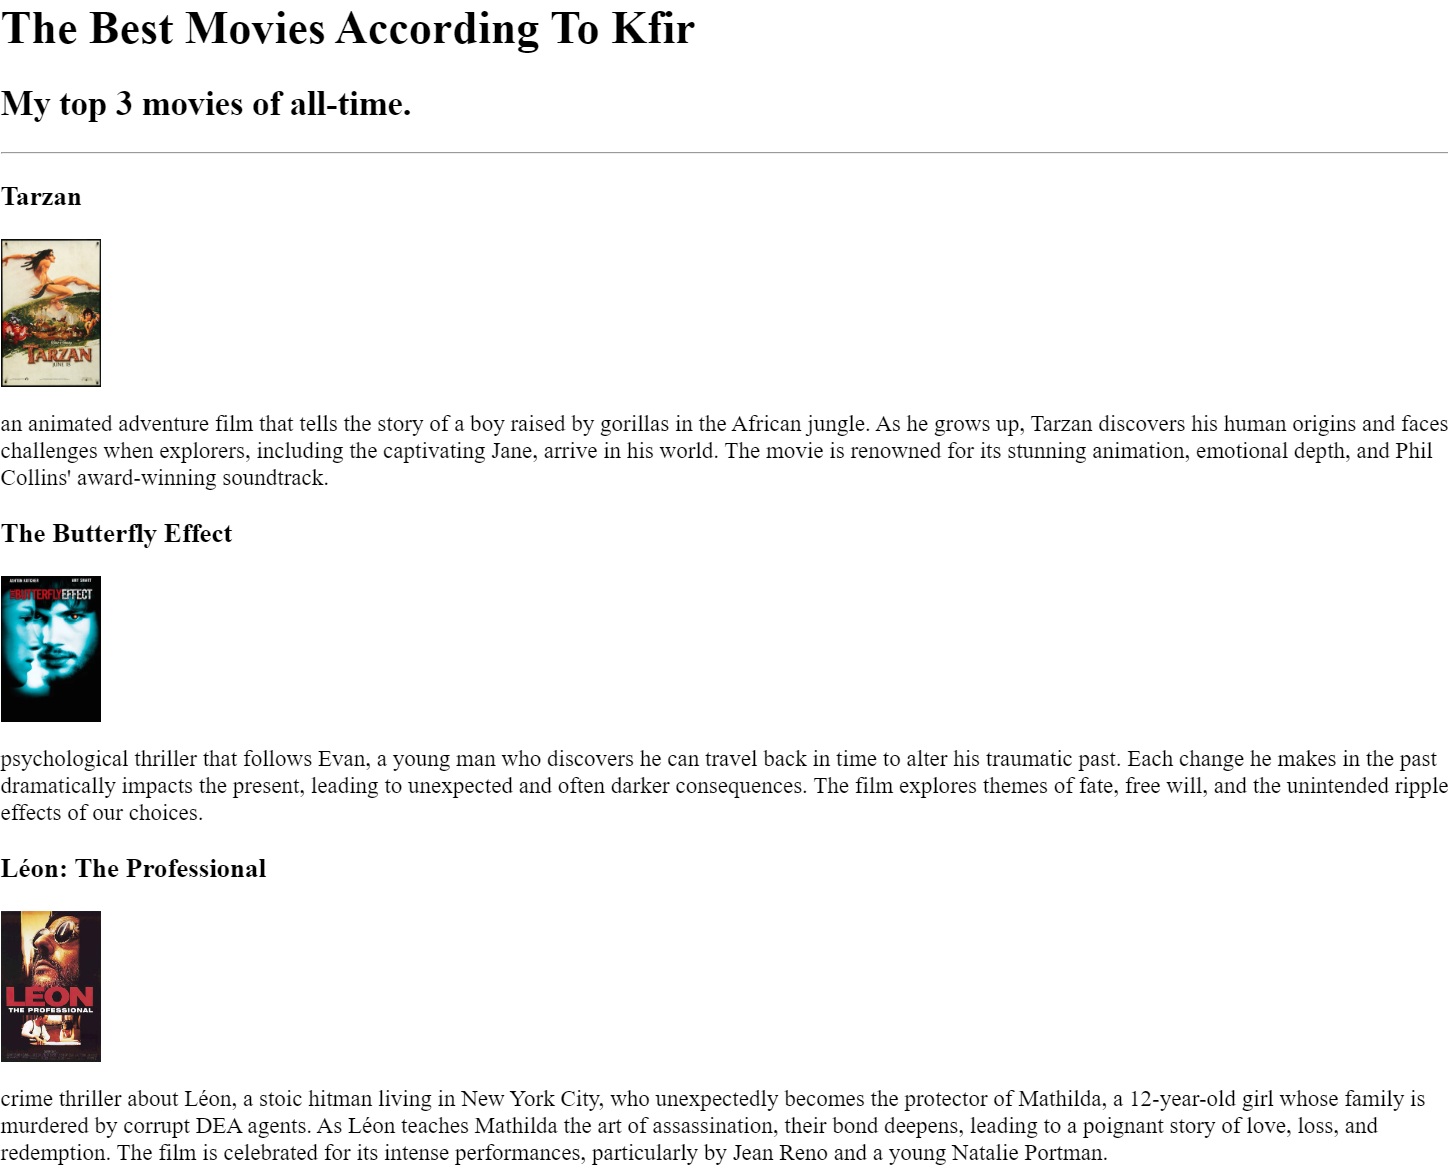 The Best Movies According To Kfir
My top 3 movies of all-time.
Tarzan
TARZAN
an animated adventure film that tells the story of a boy raised by gorillas in the African jungle. As he grows up, Tarzan discovers his human origins and faces
challenges when explorers, including the captivating Jane, arrive in his world. The movie is renowned for its stunning animation, emotional depth, and Phil
Collins' award-winning soundtrack.
The Butterfly Effect
ASHTON KUTCHER AMY SMART
THE BUTTERFLY EFFECT
psychological thriller that follows Evan, a young man who discovers he can travel back in time to alter his traumatic past. Each change he makes in the past
dramatically impacts the present, leading to unexpected and often darker consequences. The film explores themes of fate, free will, and the unintended ripple
effects of our choices.
Léon: The Professional
LEON
THE PROFESSIONAL
crime thriller about Léon, a stoic hitman living in New York City, who unexpectedly becomes the protector of Mathilda, a 12-year-old girl whose family is
murdered by corrupt DEA agents. As Léon teaches Mathilda the art of assassination, their bond deepens, leading to a poignant story of love, loss, and
redemption. The film is celebrated for its intense performances, particularly by Jean Reno and a young Natalie Portman.